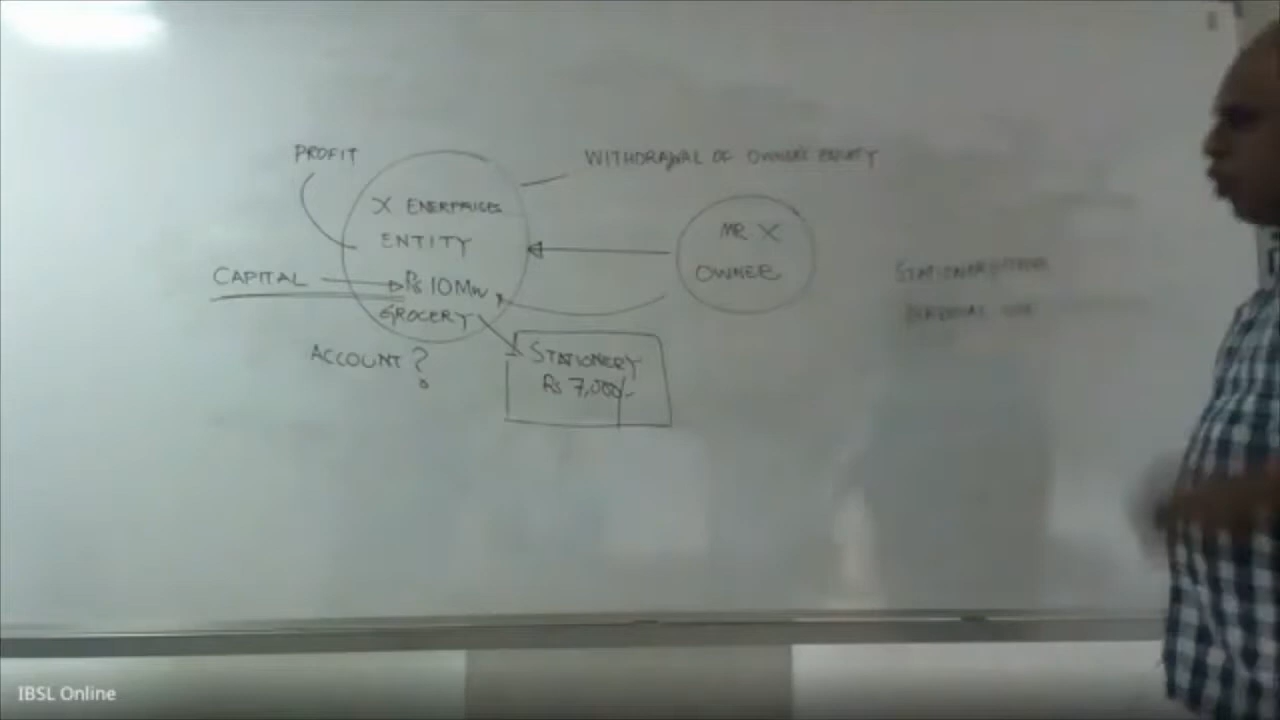 PROFIT
WITHDRAWAL OF OWNER'S EQUITY
X ENERPRISES
ENTITY
MR X
OWNER
CAPITAL
Rs 10Mn
GROCERY
ACCOUNT ?
STATIONERY
Rs 7,000/-
IBSL Online